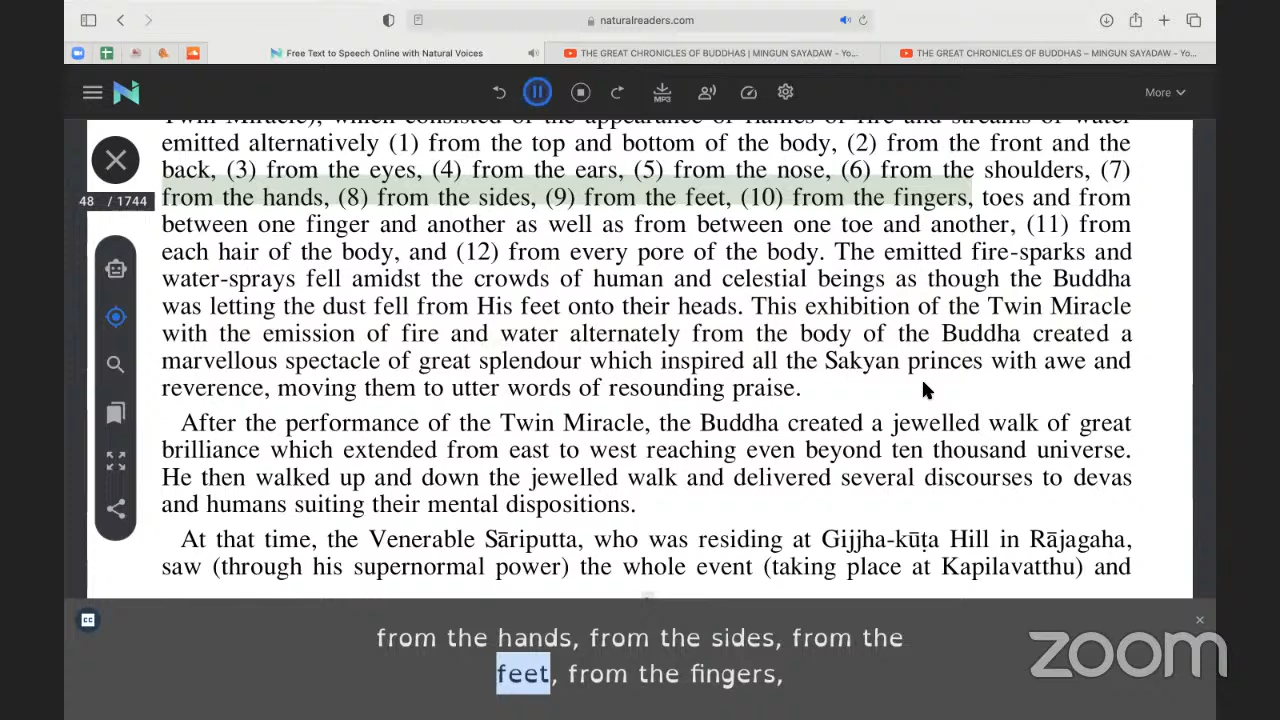 naturalreaders.com
Free Text to Speech Online with Natural Voices
THE GREAT CHRONICLES OF BUDDHAS | MINGUN SAYADAW - Yo...
THE GREAT CHRONICLES OF BUDDHAS – MINGUN SAYADAW - Yo...
MP3
More
Twin Miracle), which consisted of the appearance of flames of fire and streams of water
emitted alternatively (1) from the top and bottom of the body, (2) from the front and the
back, (3) from the eyes, (4) from the ears, (5) from the nose, (6) from the shoulders, (7)
48 / 1744
from the hands, (8) from the sides, (9) from the feet, (10) from the fingers, toes and from
between one finger and another as well as from between one toe and another, (11) from
each hair of the body, and (12) from every pore of the body. The emitted fire-sparks and
water-sprays fell amidst the crowds of human and celestial beings as though the Buddha
was letting the dust fell from His feet onto their heads. This exhibition of the Twin Miracle
with the emission of fire and water alternately from the body of the Buddha created a
marvellous spectacle of great splendour which inspired all the Sakyan princes with awe and
reverence, moving them to utter words of resounding praise.
After the performance of the Twin Miracle, the Buddha created a jewelled walk of great
brilliance which extended from east to west reaching even beyond ten thousand universe.
He then walked up and down the jewelled walk and delivered several discourses to devas
and humans suiting their mental dispositions.
At that time, the Venerable Sāriputta, who was residing at Gijjha-kūṭa Hill in Rājagaha,
saw (through his supernormal power) the whole event (taking place at Kapilavatthu) and
CC
from the hands, from the sides, from the
feet, from the fingers,
zoom